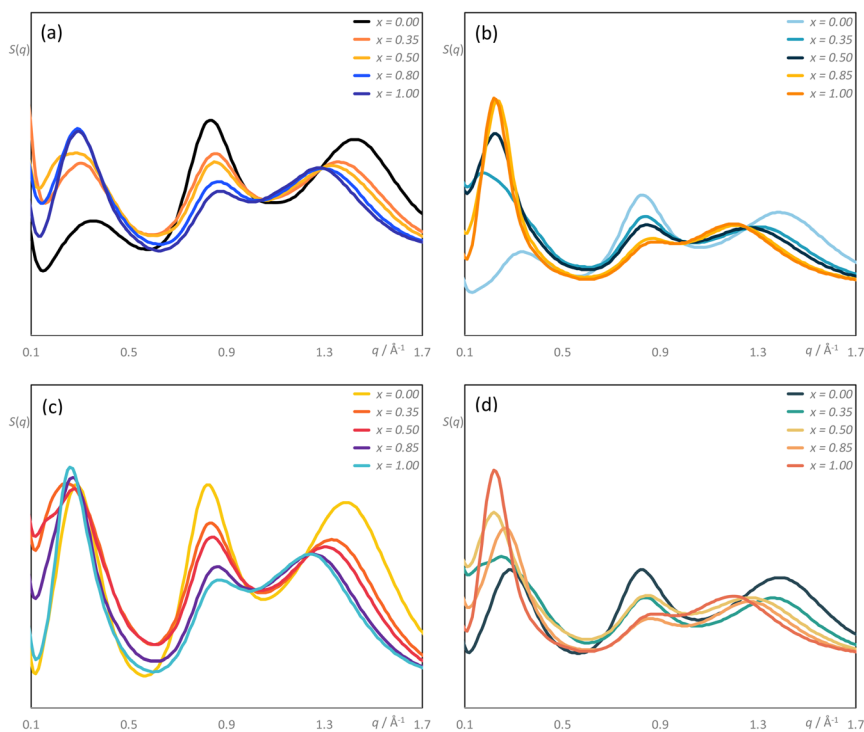 (a)
S(q)
x = 0.00
x = 0.35
x = 0.50
x = 0.80
x = 1.00
0.1 0.5 0.9 1.3 q / Å-1 1.7
(b)
S(q)
x = 0.00
x = 0.35
x = 0.50
x = 0.85
x = 1.00
0.1 0.5 0.9 1.3 q / Å-1 1.7
(c)
S(q)
x = 0.00
x = 0.35
x = 0.50
x = 0.85
x = 1.00
0.1 0.5 0.9 1.3 q / Å-1 1.7
(d)
S(q)
x = 0.00
x = 0.35
x = 0.50
x = 0.85
x = 1.00
0.1 0.5 0.9 1.3 q / Å-1 1.7